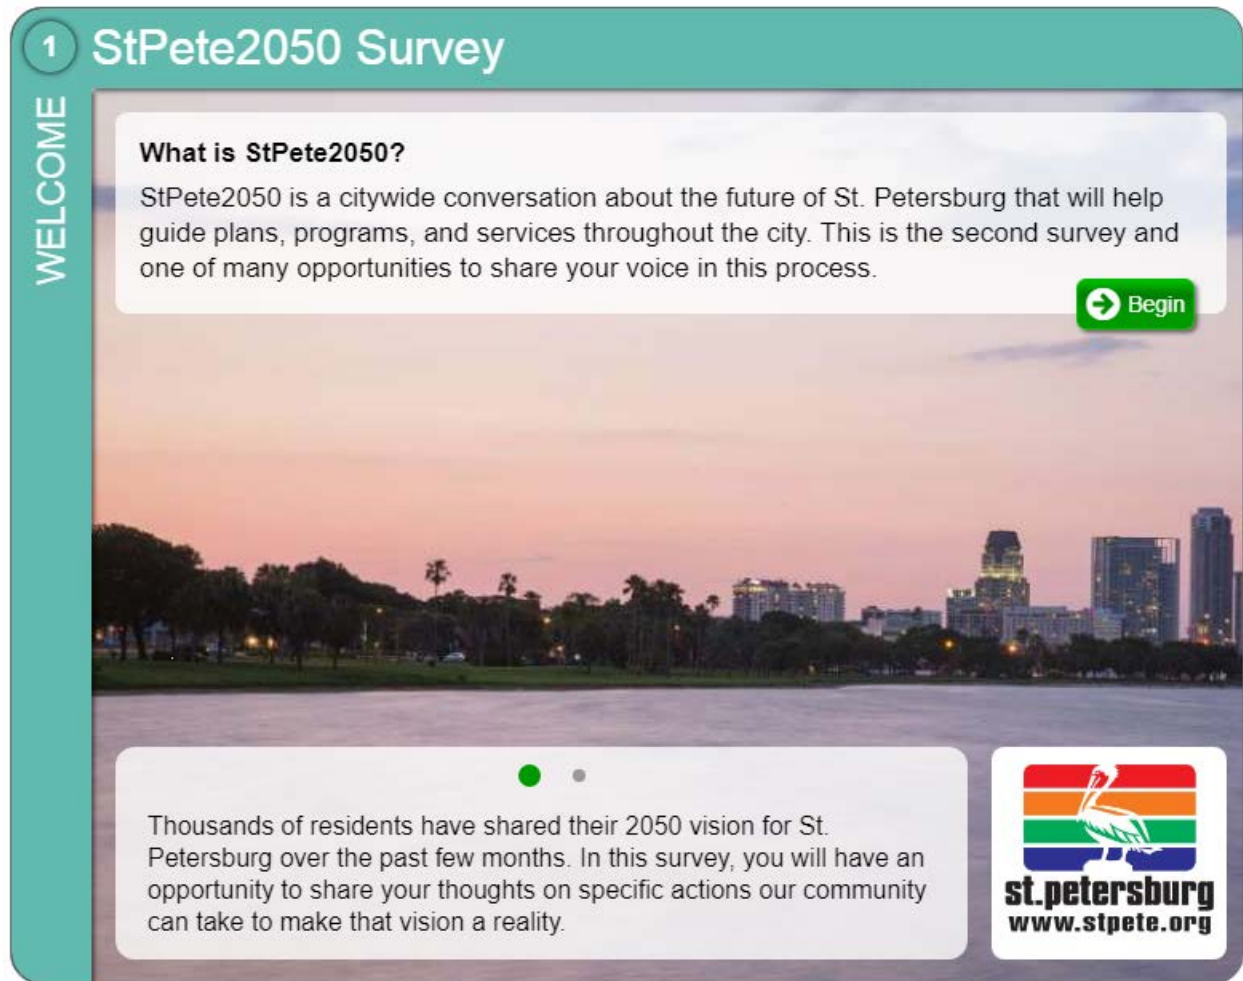 1
StPete2050 Survey
WELCOME
What is StPete2050?
StPete2050 is a citywide conversation about the future of St. Petersburg that will help
guide plans, programs, and services throughout the city. This is the second survey and
one of many opportunities to share your voice in this process.
Begin
Thousands of residents have shared their 2050 vision for St.
Petersburg over the past few months. In this survey, you will have an
opportunity to share your thoughts on specific actions our community
can take to make that vision a reality.
st.petersburg
www.stpete.org